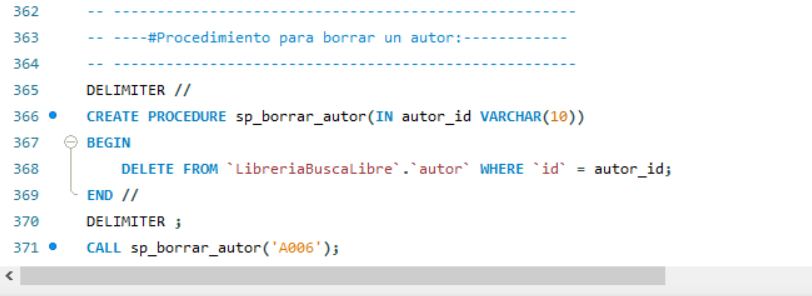 362 -- ----------------------------------------------------
363 -- ----#Procedimiento para borrar un autor:------------
364 -- ----------------------------------------------------
365 DELIMITER //
366 CREATE PROCEDURE sp_borrar_autor(IN autor_id VARCHAR(10))
367 BEGIN
368 DELETE FROM `LibreriaBuscaLibre`.`autor` WHERE `id` = autor_id;
369 END //
370 DELIMITER ;
371 CALL sp_borrar_autor('A006');